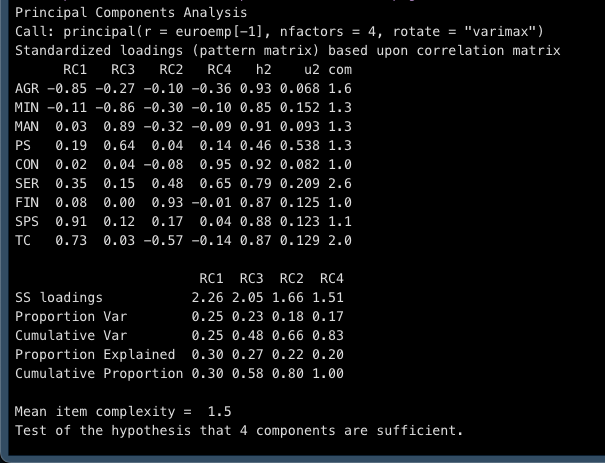 Principal Components Analysis
Call: principal(r = euroemp[-1], nfactors = 4, rotate = "varimax")
Standardized loadings (pattern matrix) based upon correlation matrix
      RC1   RC3   RC2   RC4   h2    u2 com
AGR -0.85 -0.27 -0.10 -0.36 0.93 0.068 1.6
MIN -0.11 -0.86 -0.30 -0.10 0.85 0.152 1.3
MAN  0.03  0.89 -0.32 -0.09 0.91 0.093 1.3
PS   0.19  0.64  0.04  0.14 0.46 0.538 1.3
CON  0.02  0.04 -0.08  0.95 0.92 0.082 1.0
SER  0.35  0.15  0.48  0.65 0.79 0.209 2.6
FIN  0.08  0.00  0.93 -0.01 0.87 0.125 1.0
SPS  0.91  0.12  0.17  0.04 0.88 0.123 1.1
TC   0.73  0.03 -0.57 -0.14 0.87 0.129 2.0
                       RC1  RC3  RC2  RC4
SS loadings           2.26 2.05 1.66 1.51
Proportion Var        0.25 0.23 0.18 0.17
Cumulative Var        0.25 0.48 0.66 0.83
Proportion Explained  0.30 0.27 0.22 0.20
Cumulative Proportion 0.30 0.58 0.80 1.00
Mean item complexity =  1.5
Test of the hypothesis that 4 components are sufficient.